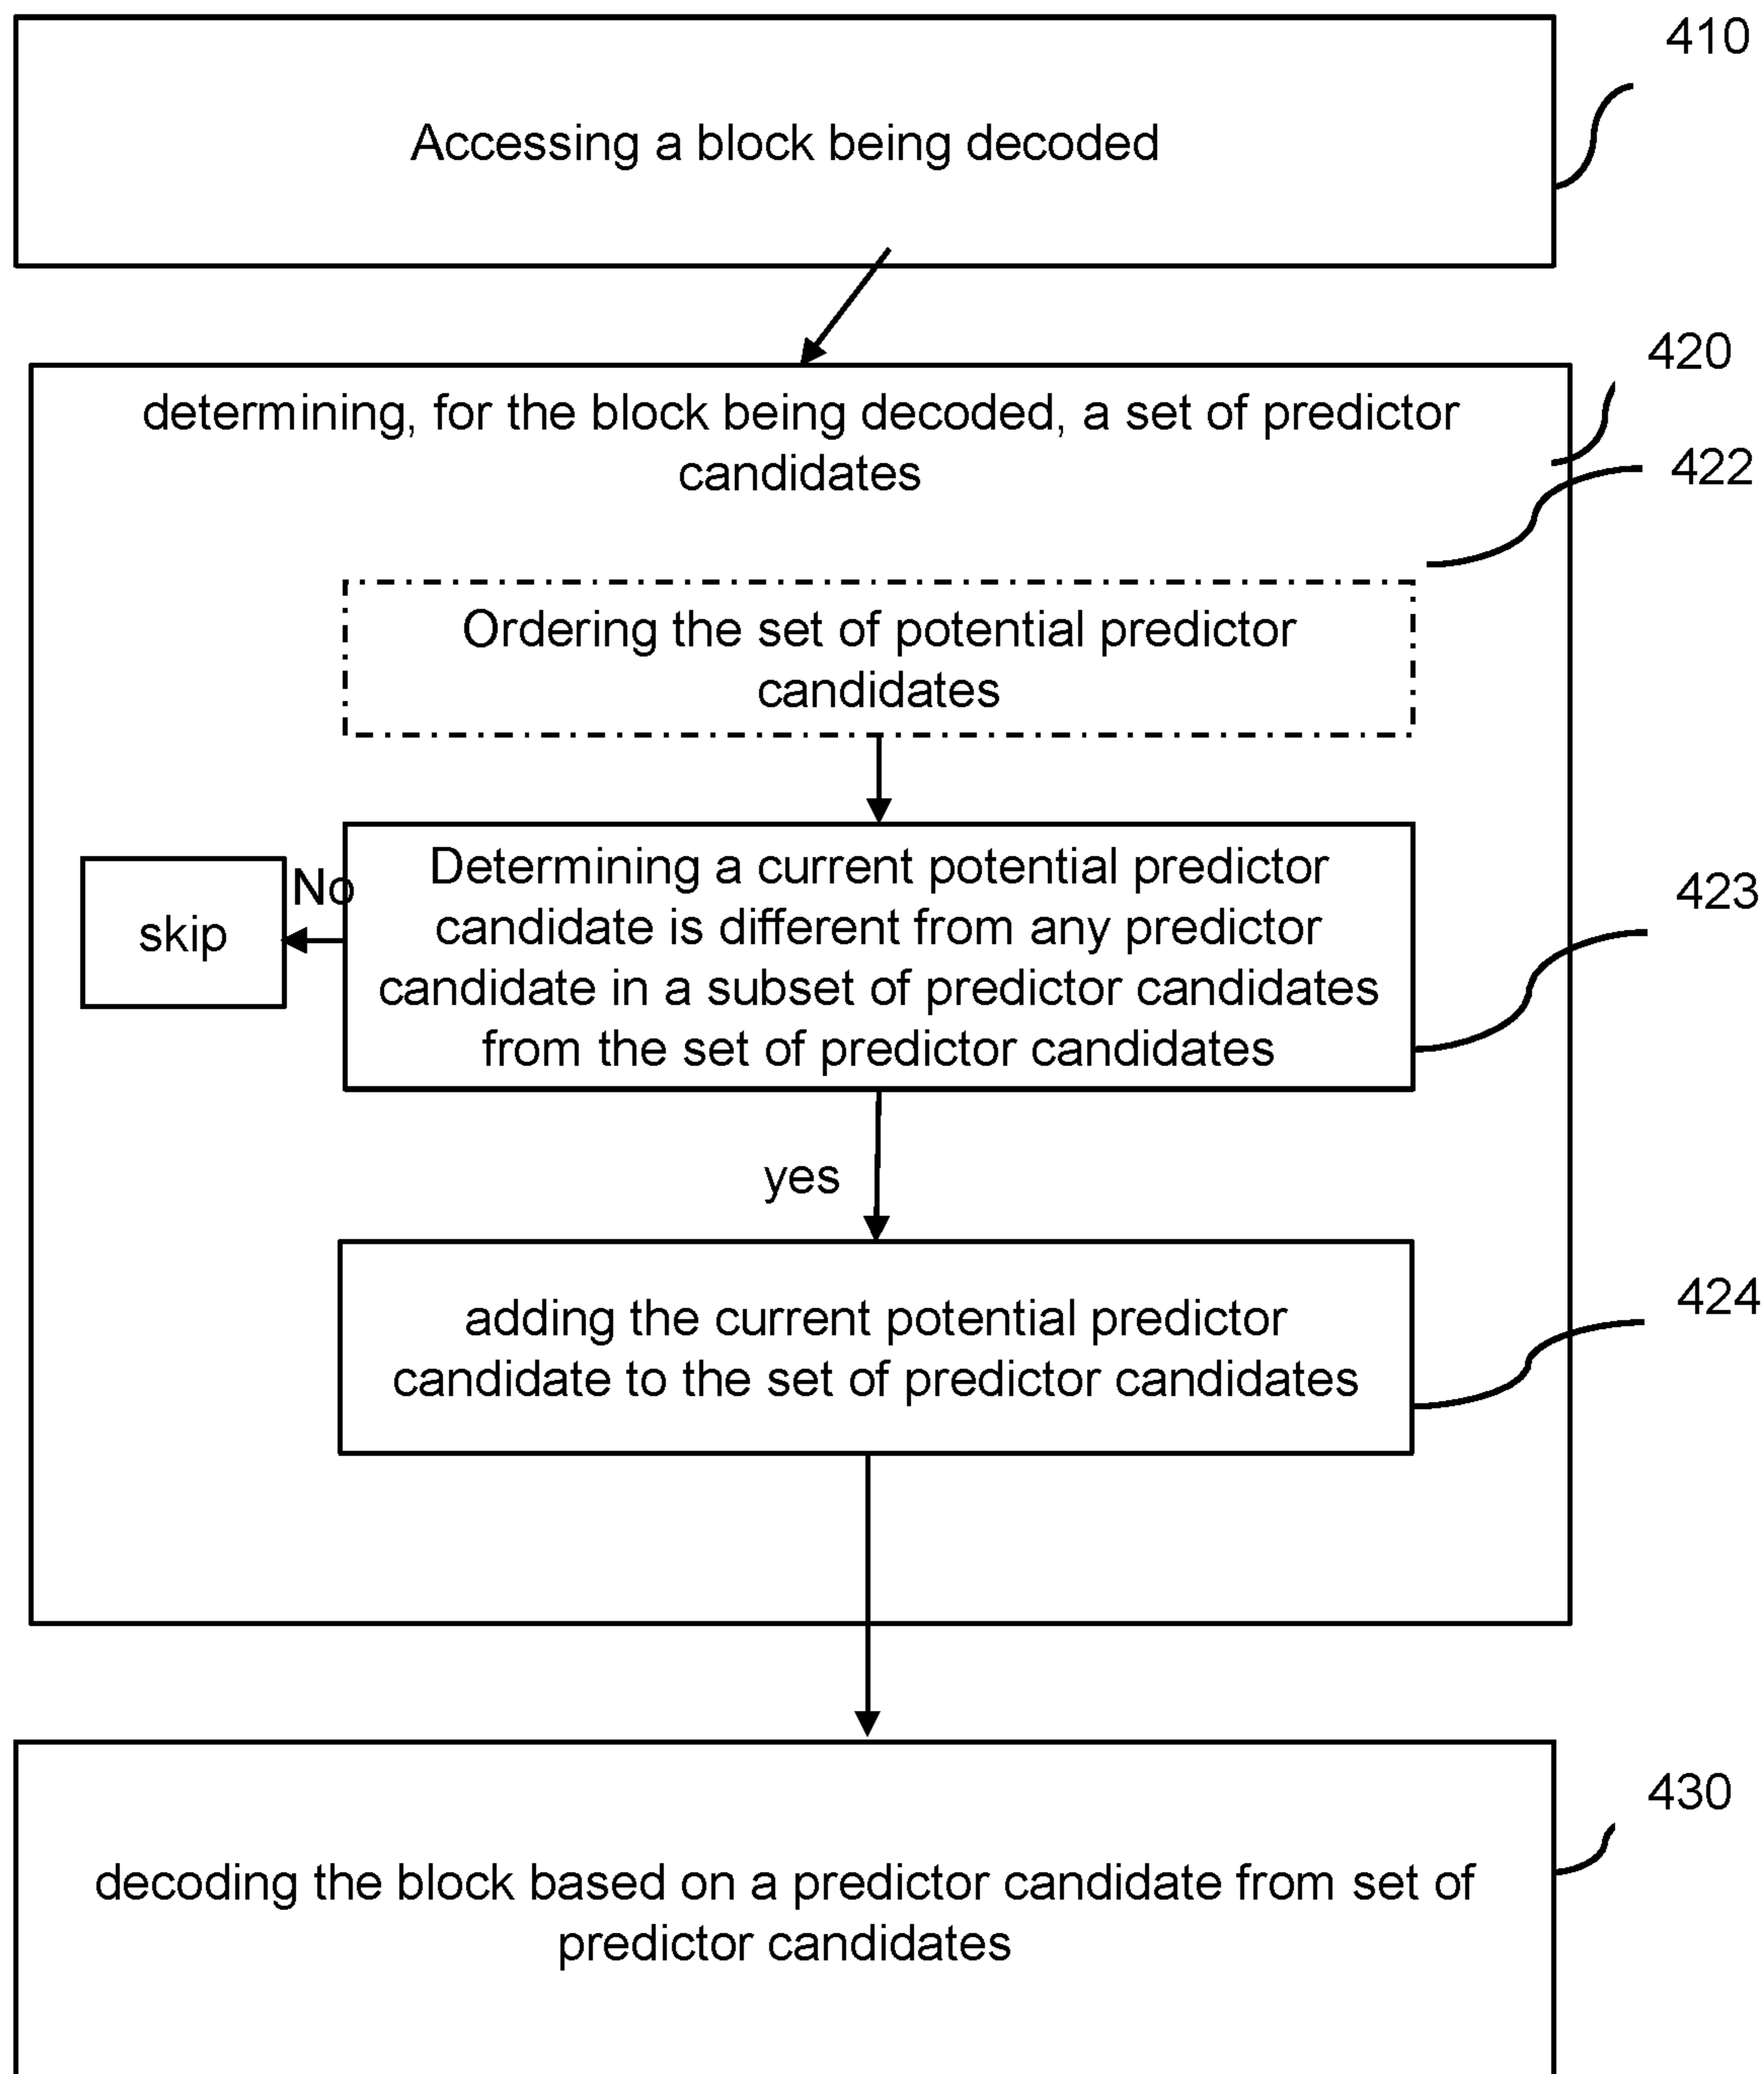 410
Accessing a block being decoded
420
determining, for the block being decoded, a set of predictor
candidates
422
Ordering the set of potential predictor
candidates
No
skip
Determining a current potential predictor
candidate is different from any predictor
candidate in a subset of predictor candidates
from the set of predictor candidates
423
yes
adding the current potential predictor
candidate to the set of predictor candidates
424
430
decoding the block based on a predictor candidate from set of
predictor candidates